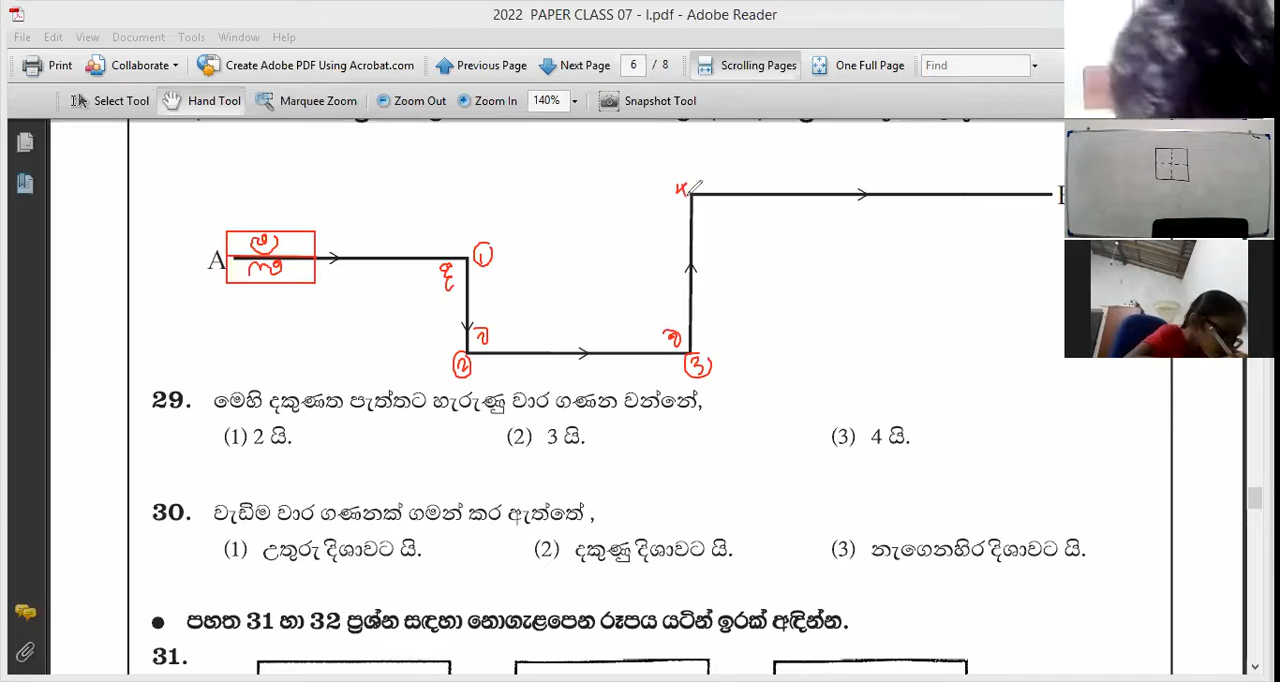 2022 PAPER CLASS 07 - I.pdf - Adobe Reader
File Edit View Document Tools Window Help
Print Collaborate Create Adobe PDF Using Acrobat.com Previous Page Next Page 6 / 8 Scrolling Pages One Full Page Find
Select Tool Hand Tool Marquee Zoom Zoom Out Zoom In 140% Snapshot Tool
A
ව
ද
1
2
ව
3
29. මෙහි දකුණත පැත්තට හැරුණු වාර ගණන වන්නේ,
(1) 2 යි. (2) 3 යි. (3) 4 යි.
30. වැඩිම වාර ගණනක් ගමන් කර ඇත්තේ ,
(1) උතුරු දිශාවට යි. (2) දකුණු දිශාවට යි. (3) නැගෙනහිර දිශාවට යි.
● පහත 31 හා 32 ප්‍රශ්න සඳහා නොගැළපෙන රූපය යටින් ඉරක් අඳින්න.
31.